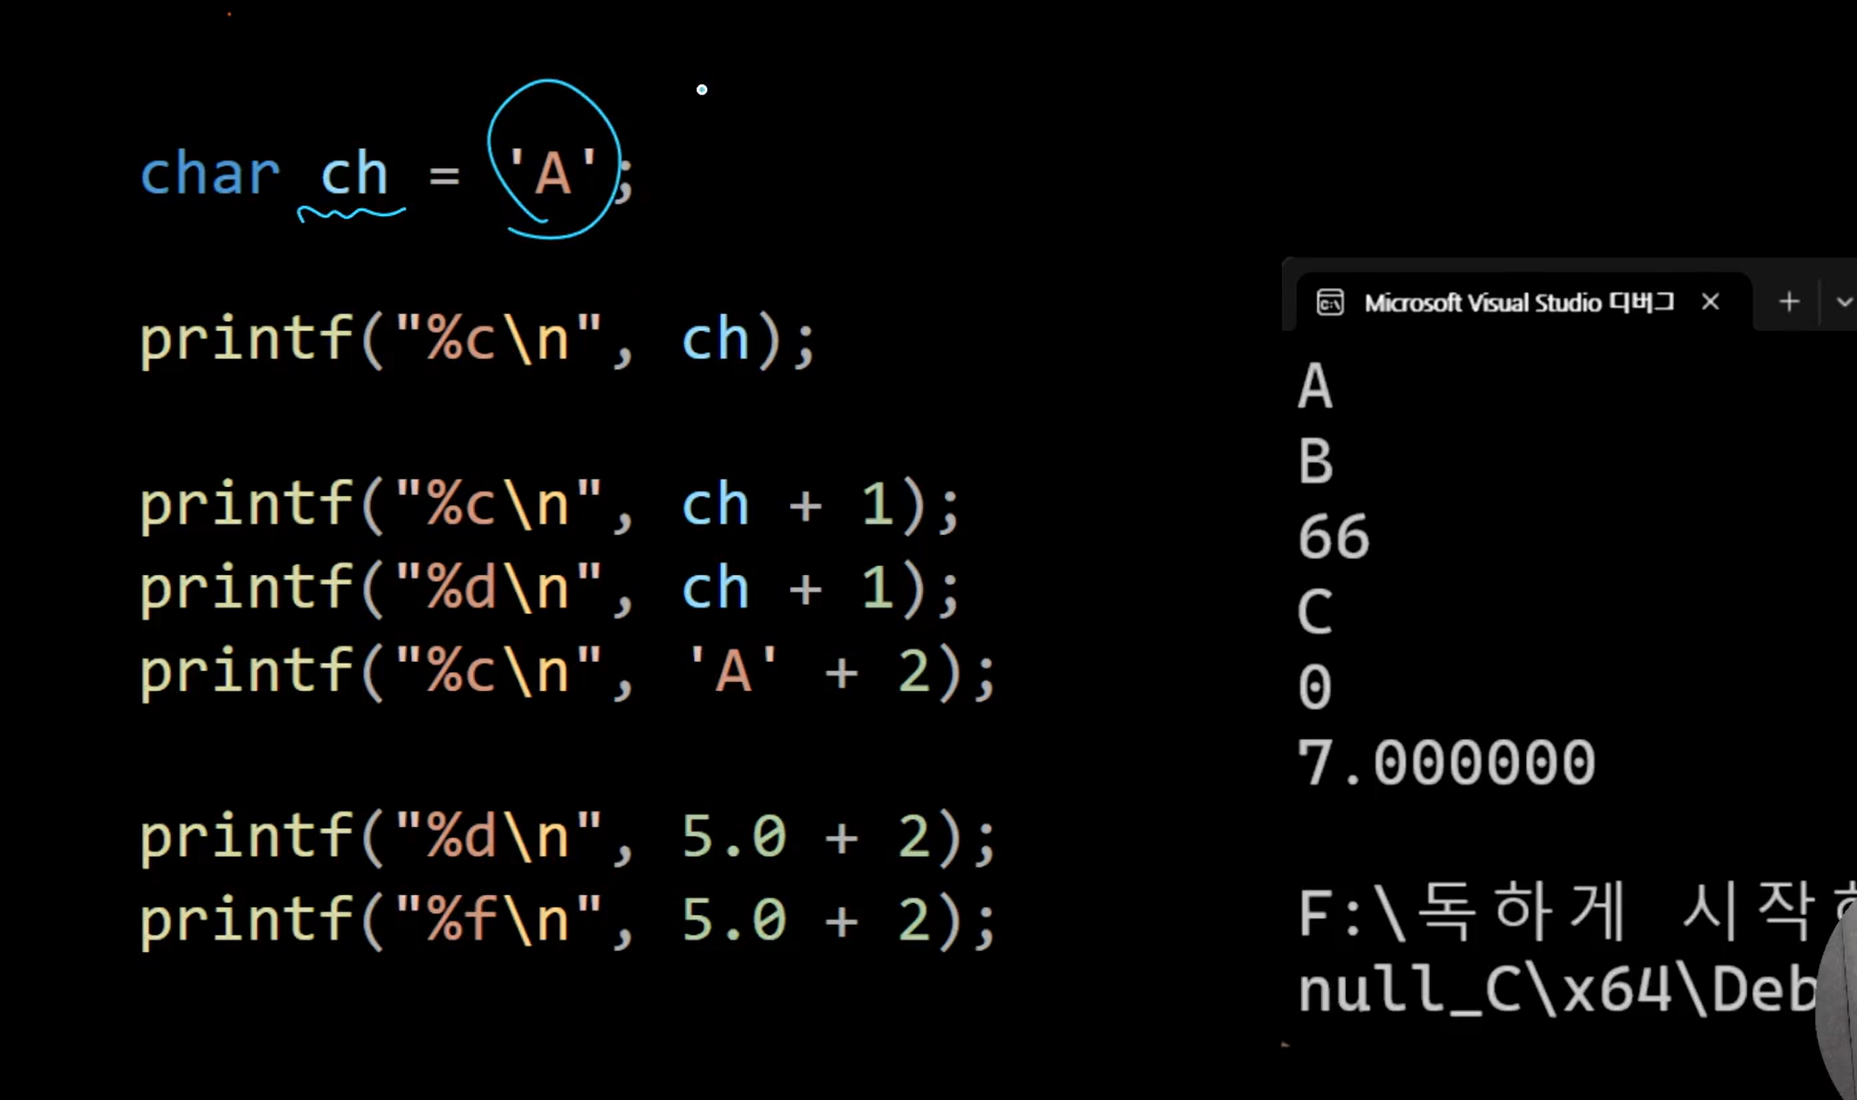 char ch = 'A';
printf("%c\n", ch);
printf("%c\n", ch + 1);
printf("%d\n", ch + 1);
printf("%c\n", 'A' + 2);
printf("%d\n", 5.0 + 2);
printf("%f\n", 5.0 + 2);
Microsoft Visual Studio 디버그
A
B
66
C
0
7.000000
F:\독하게 시작
null_C\x64\Deb